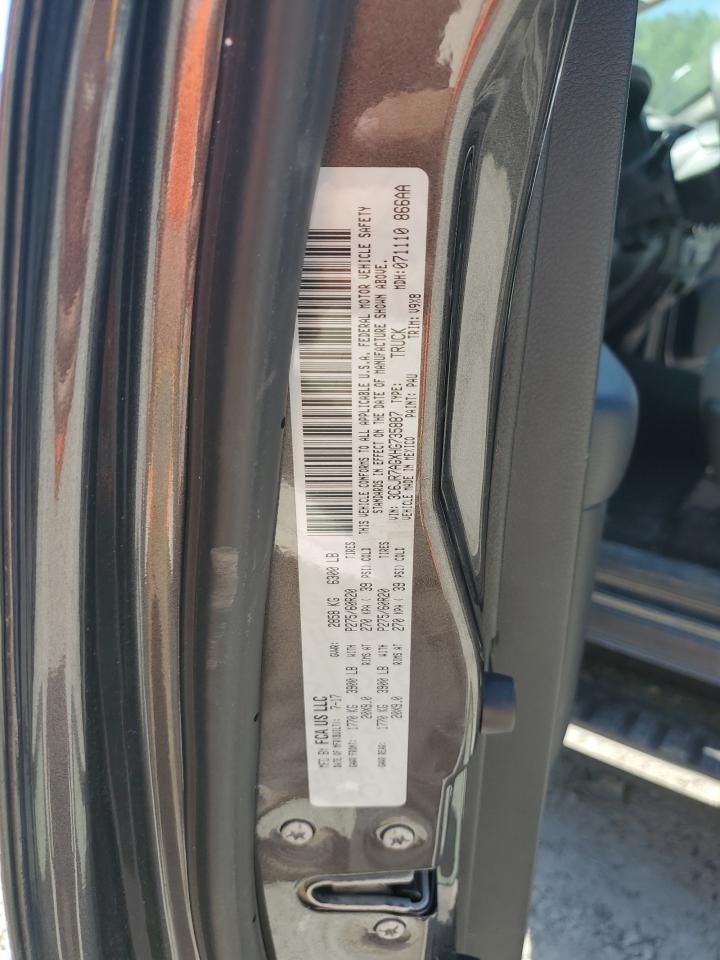 MFD BY FCA US LLC
DATE OF MFR(BUILT): 7-17 GVWR: 2858 KG 6300 LB
GAWR FRONT: 1770 KG 3900 LB WITH P275/60R20 TIRES
20X9.0 RIMS AT 270 KPA ( 39 PSI) COLD
GAWR REAR: 1770 KG 3900 LB WITH P275/60R20 TIRES
20X9.0 RIMS AT 270 KPA ( 39 PSI) COLD
THIS VEHICLE CONFORMS TO ALL APPLICABLE U.S.A. FEDERAL MOTOR VEHICLE SAFETY
STANDARDS IN EFFECT ON THE DATE OF MANUFACTURE SHOWN ABOVE.
VIN: 3C6JR7AGXHG735887 TYPE: TRUCK MDH: 071110 866AA
VEHICLE MADE IN MEXICO PAINT: PAU TRIM: V9X8